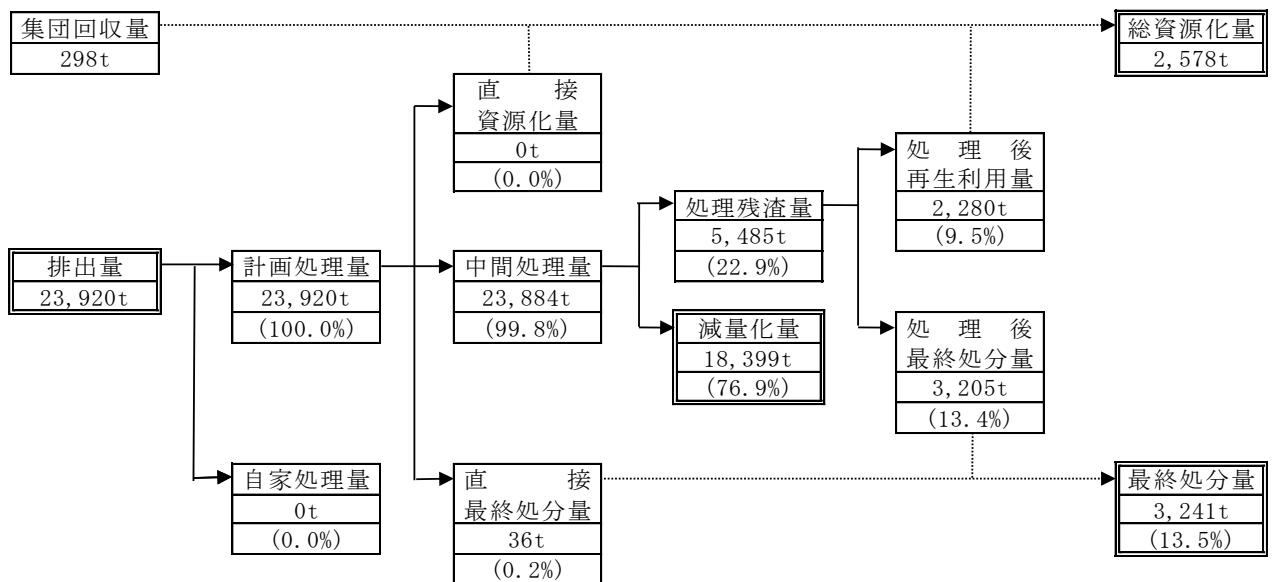 集団回収量
298t
総資源化量
2,578t
直　　接
資源化量
0t
(0.0%)
処　理　後
再生利用量
2,280t
(9.5%)
処理残渣量
5,485t
(22.9%)
排出量
23,920t
計画処理量
23,920t
(100.0%)
中間処理量
23,884t
(99.8%)
減量化量
18,399t
(76.9%)
処　理　後
最終処分量
3,205t
(13.4%)
自家処理量
0t
(0.0%)
直　　接
最終処分量
36t
(0.2%)
最終処分量
3,241t
(13.5%)